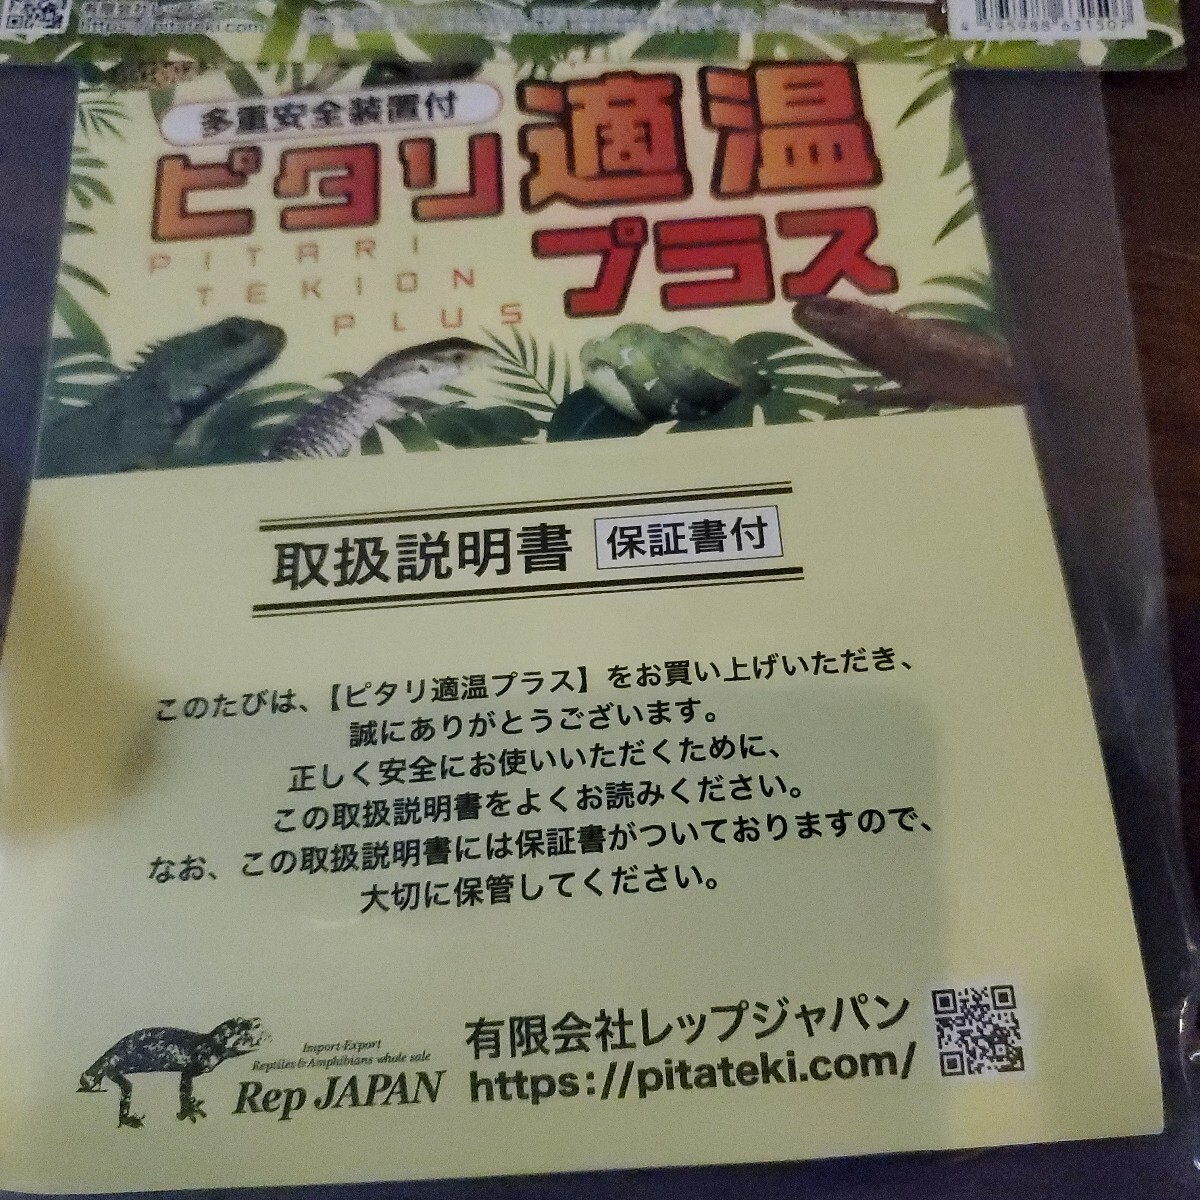 https://pitateki.com
4 595988 631507
多重安全装置付
ピタリ適温
プラス
PITARI
TEKION
PLUS
取扱説明書 保証書付
このたびは、【ピタリ適温プラス】をお買い上げいただき、
誠にありがとうございます。
正しく安全にお使いいただくために、
この取扱説明書をよくお読みください。
なお、この取扱説明書には保証書がついておりますので、
大切に保管してください。
Import-Export
Reptiles&Amphibians whole sale
Rep JAPAN
有限会社レップジャパン
https://pitateki.com/